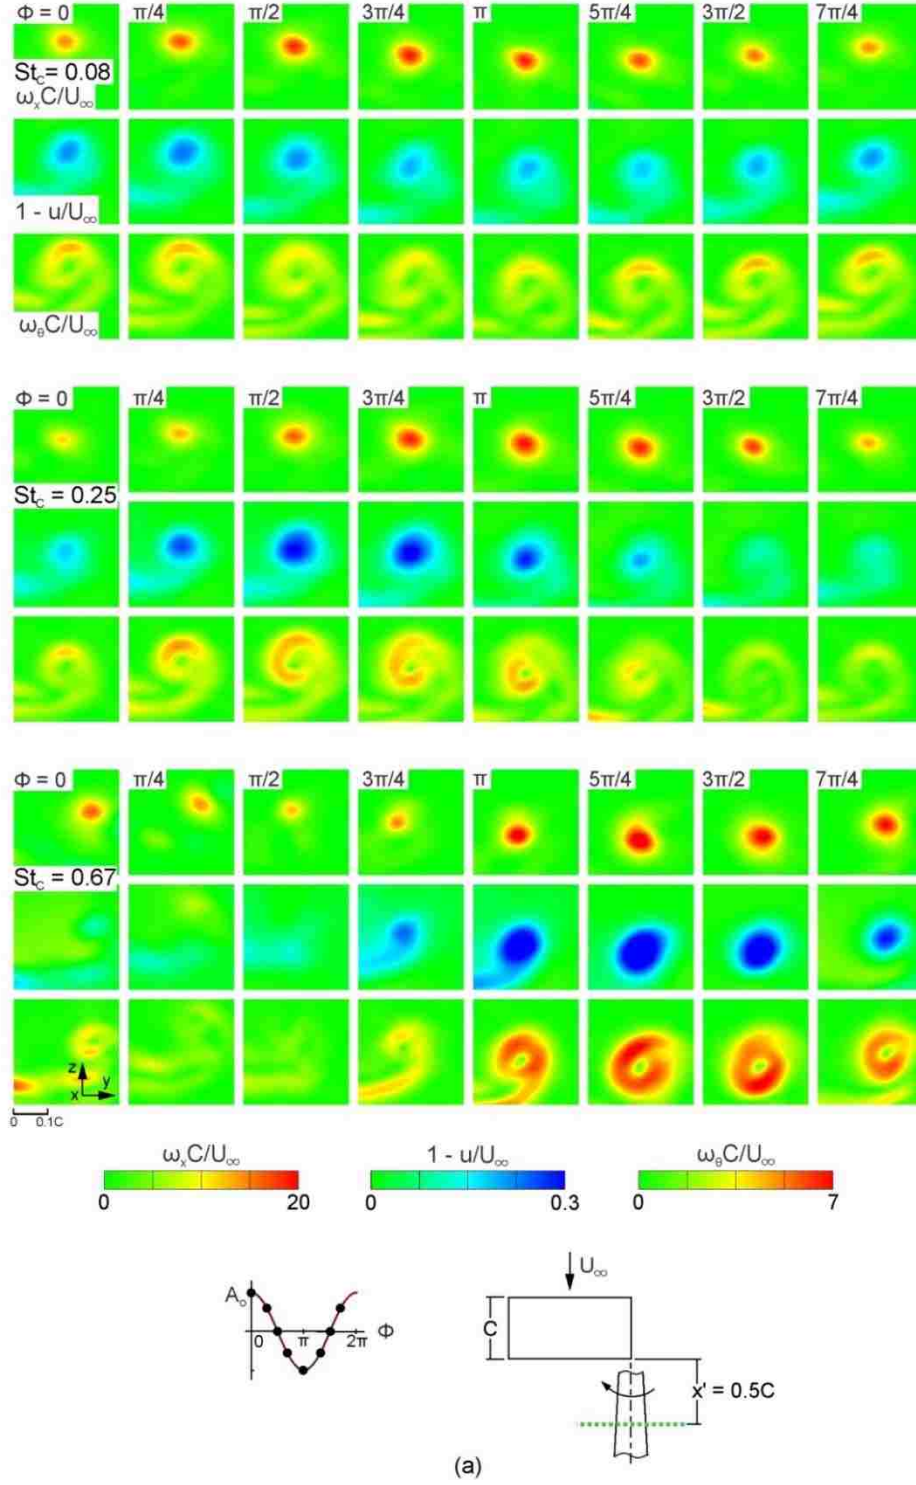 Φ = 0 π/4 π/2 3π/4 π 5π/4 3π/2 7π/4
St_C = 0.08
ω_xC/U_∞
1 - u/U_∞
ω_θC/U_∞
Φ = 0 π/4 π/2 3π/4 π 5π/4 3π/2 7π/4
St_C = 0.25
Φ = 0 π/4 π/2 3π/4 π 5π/4 3π/2 7π/4
St_C = 0.67
z
y
x
0 0.1C
ω_xC/U_∞ 1 - u/U_∞ ω_θC/U_∞
0 20 0 0.3 0 7
U_∞
A_o
0 π 2π Φ
C
x' = 0.5C
(a)